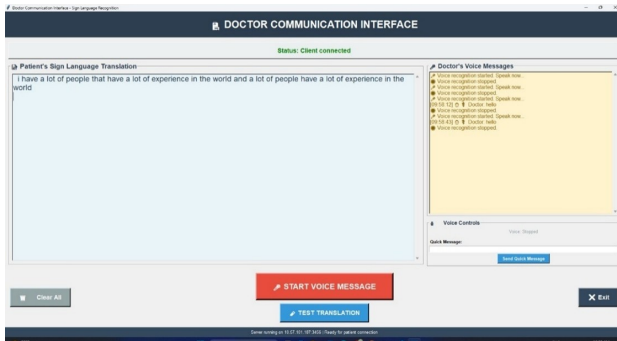 Doctor Communication Interface - Sign Language Recognition
DOCTOR COMMUNICATION INTERFACE
Status: Client connected
Patient's Sign Language Translation
i have a lot of people that have a lot of experience in the world and a lot of people have a lot of experience in the
world
Doctor's Voice Messages
Voice recognition started. Speak now...
Voice recognition stopped.
Voice recognition started. Speak now...
Voice recognition stopped.
Voice recognition started. Speak now...
Doctor: hello
Voice recognition stopped.
Voice recognition started. Speak now...
Doctor: hello
Voice recognition stopped.
Voice Controls
Voice: Stopped
Quick Message:
Send Quick Message
START VOICE MESSAGE
Clear All
Exit
TEST TRANSLATION
Server running on | Ready for patient connection